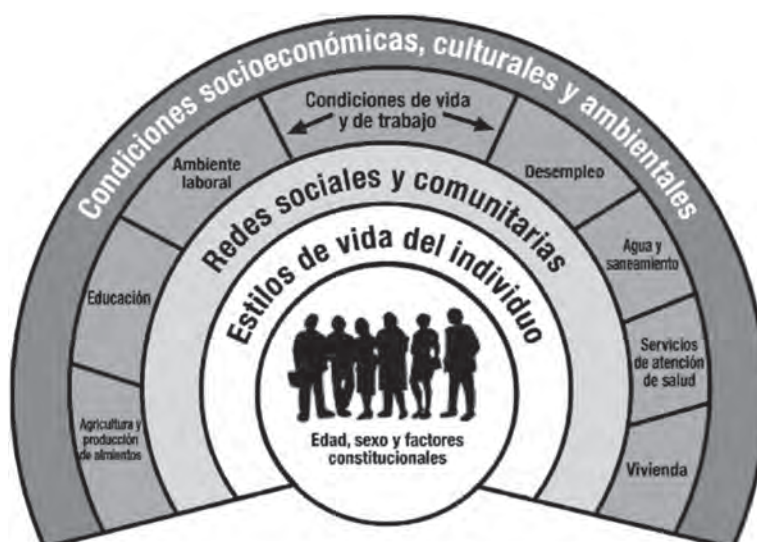 Condiciones socioeconómicas, culturales y ambientales
Condiciones de vida
y de trabajo
Ambiente
laboral
Desempleo
Redes sociales y comunitarias
Agua y
saneamiento
Estilos de vida del individuo
Educación
Servicios
de atención
de salud
Agricultura y
producción
de almientos
Edad, sexo y factores
constitucionales
Vivienda